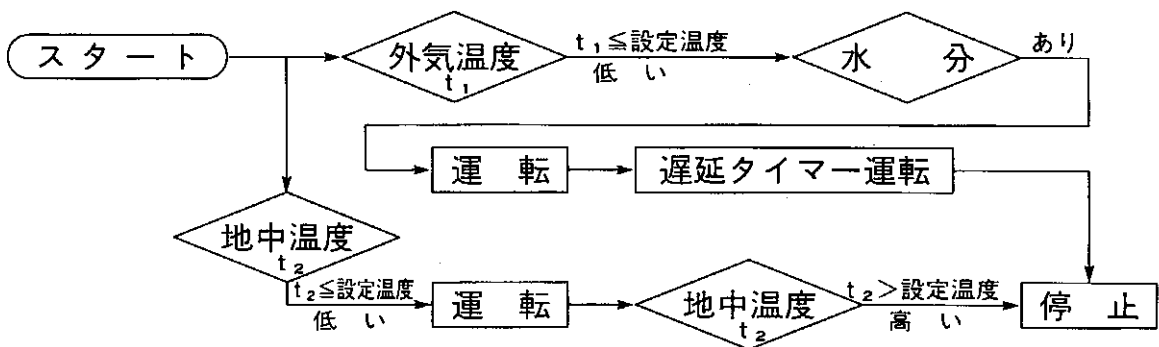 スタート
外気温度
t₁
t₁≦設定温度
低い
水分
あり
運転
遅延タイマー運転
地中温度
t₂
t₂≦設定温度
低い
運転
地中温度
t₂
t₂＞設定温度
高い
停止